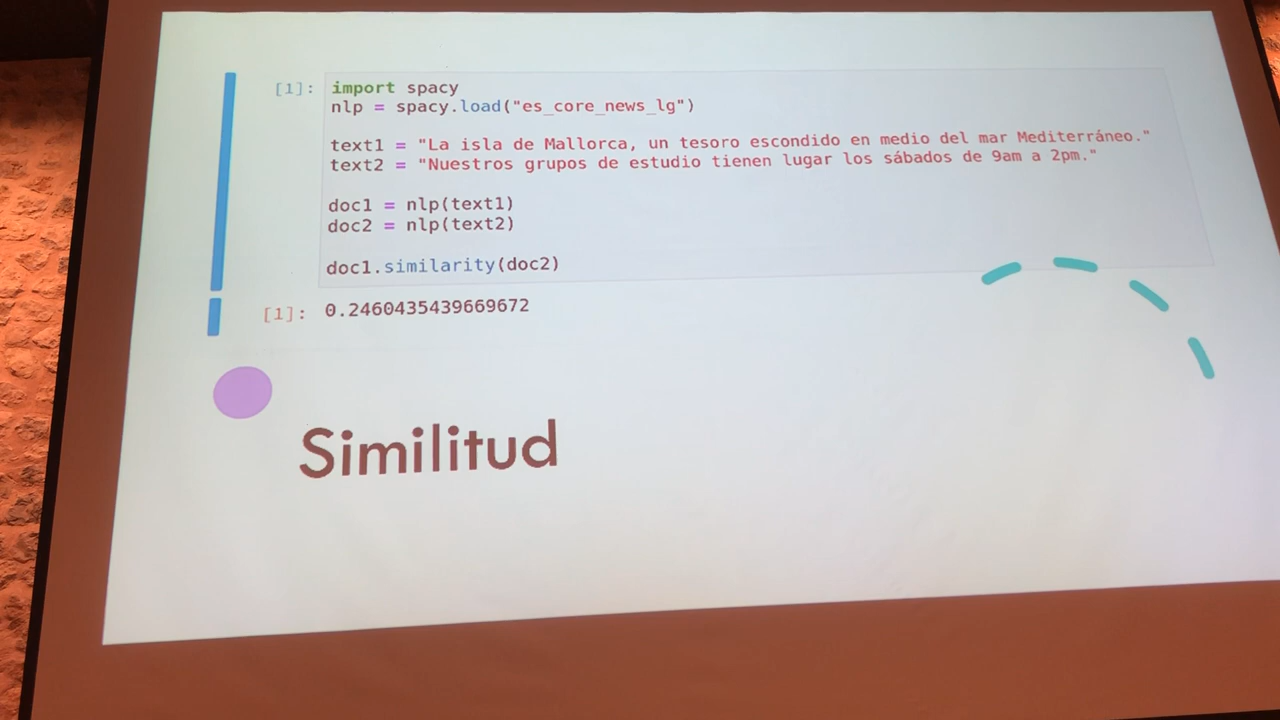 [1]: import spacy
nlp = spacy.load("es_core_news_lg")
text1 = "La isla de Mallorca, un tesoro escondido en medio del mar Mediterráneo."
text2 = "Nuestros grupos de estudio tienen lugar los sábados de 9am a 2pm."
doc1 = nlp(text1)
doc2 = nlp(text2)
doc1.similarity(doc2)
[1]: 0.2460435439669672
Similitud